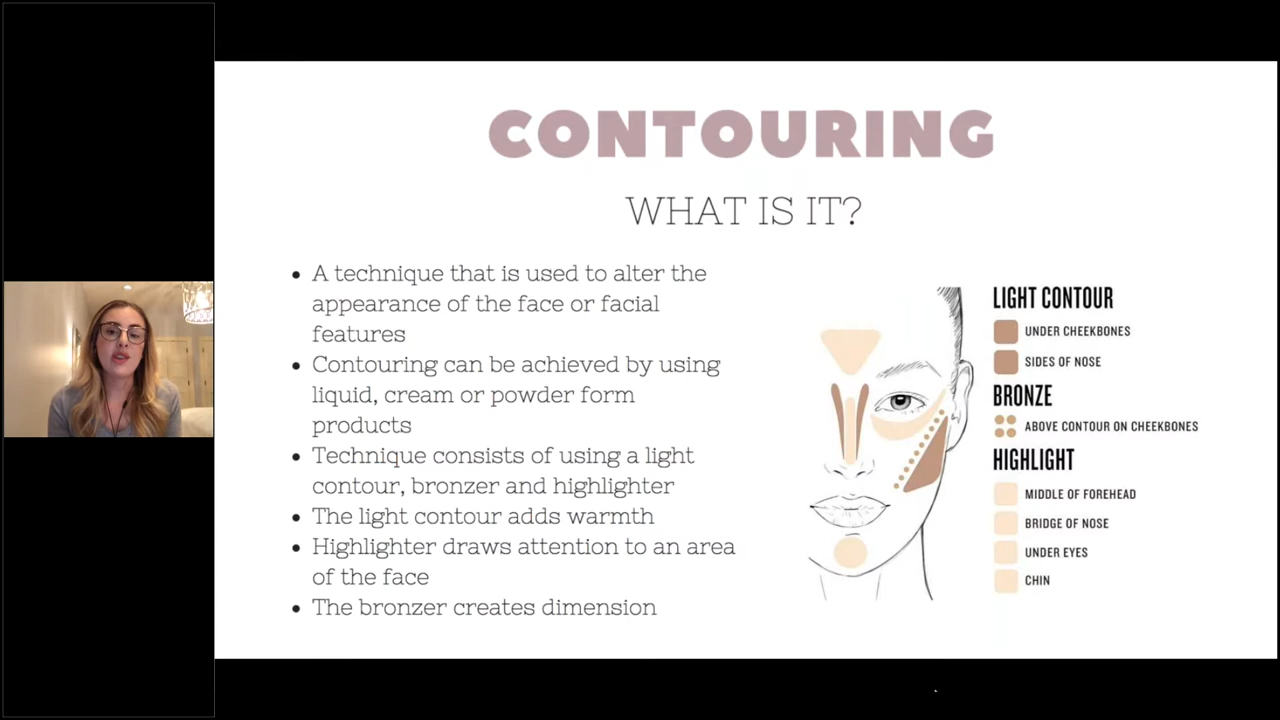 CONTOURING
WHAT IS IT?
• A technique that is used to alter the
appearance of the face or facial
features
• Contouring can be achieved by using
liquid, cream or powder form
products
• Technique consists of using a light
contour, bronzer and highlighter
• The light contour adds warmth
• Highlighter draws attention to an area
of the face
• The bronzer creates dimension
LIGHT CONTOUR
UNDER CHEEKBONES
SIDES OF NOSE
BRONZE
ABOVE CONTOUR ON CHEEKBONES
HIGHLIGHT
MIDDLE OF FOREHEAD
BRIDGE OF NOSE
UNDER EYES
CHIN